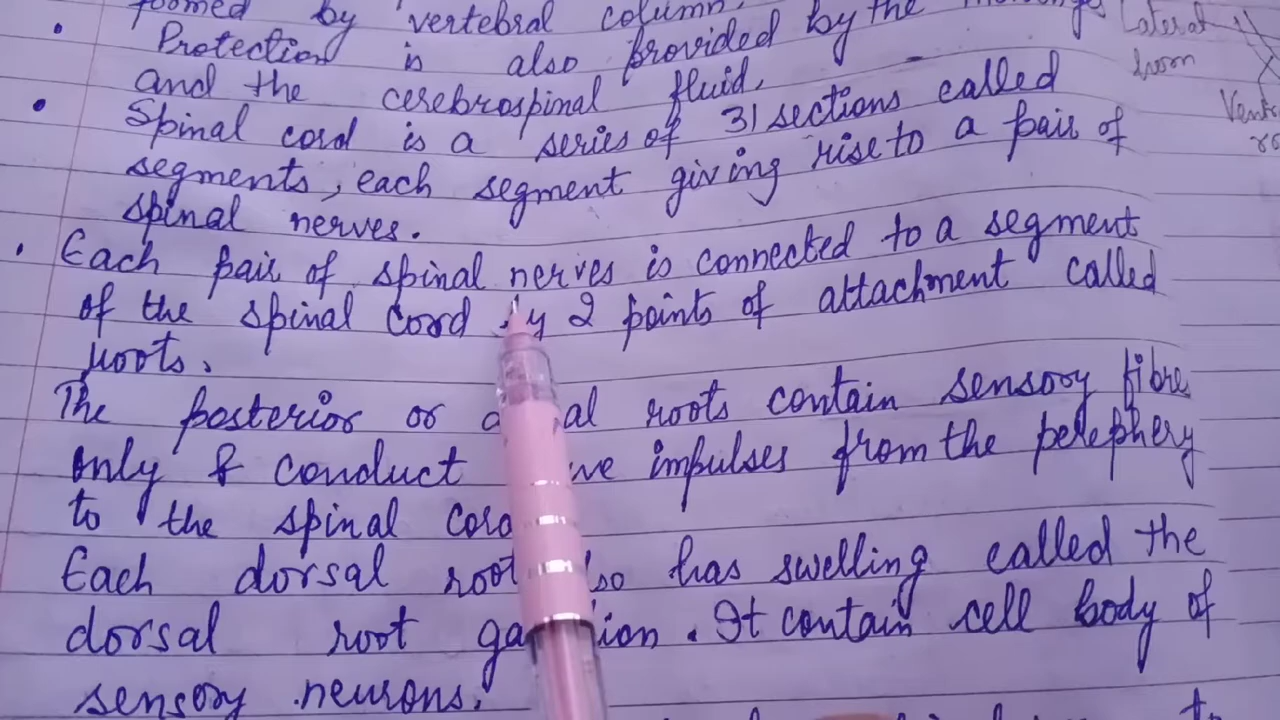 formed by vertebral column.
Protection is also provided by the
and the cerebrospinal fluid.
Spinal cord is a series of 31 sections called
segments, each segment giving rise to a pair of
spinal nerves.
Each pair of spinal nerves is connected to a segment
of the spinal cord by 2 points of attachment called
roots.
The posterior or roots contain sensory fibre
only & conduct impulses from the pelephery
to the spinal
Each dorsal root has swelling called the
dorsal root . It contain cell body of
sensory neurons.
Lateral
horn